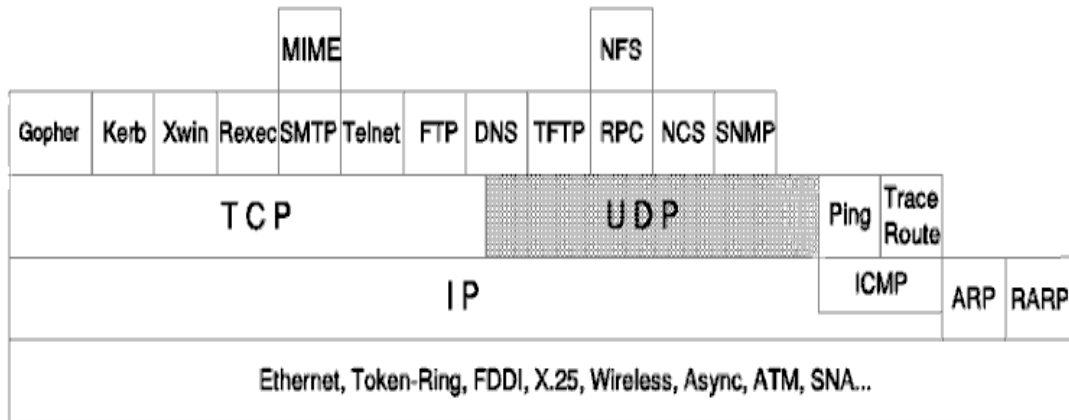 MIME NFS
Gopher Kerb Xwin Rexec SMTP Telnet FTP DNS TFTP RPC NCS SNMP
TCP UDP Ping Trace
Route
IP ICMP ARP RARP
Ethernet, Token-Ring, FDDI, X.25, Wireless, Async, ATM, SNA...